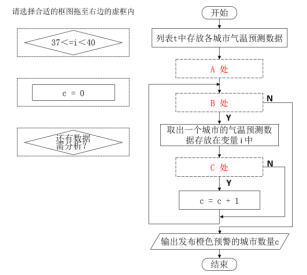 请选择合适的框图拖至右边的虚框内
37<=i<40
c = 0
还有数据
需分析?
开始
列表t中存放各城市气温预测数据
A 处
B 处
N
Y
取出一个城市的气温预测数
据存放在变量i中
C 处
N
Y
c = c + 1
输出发布橙色预警的城市数量c
结束